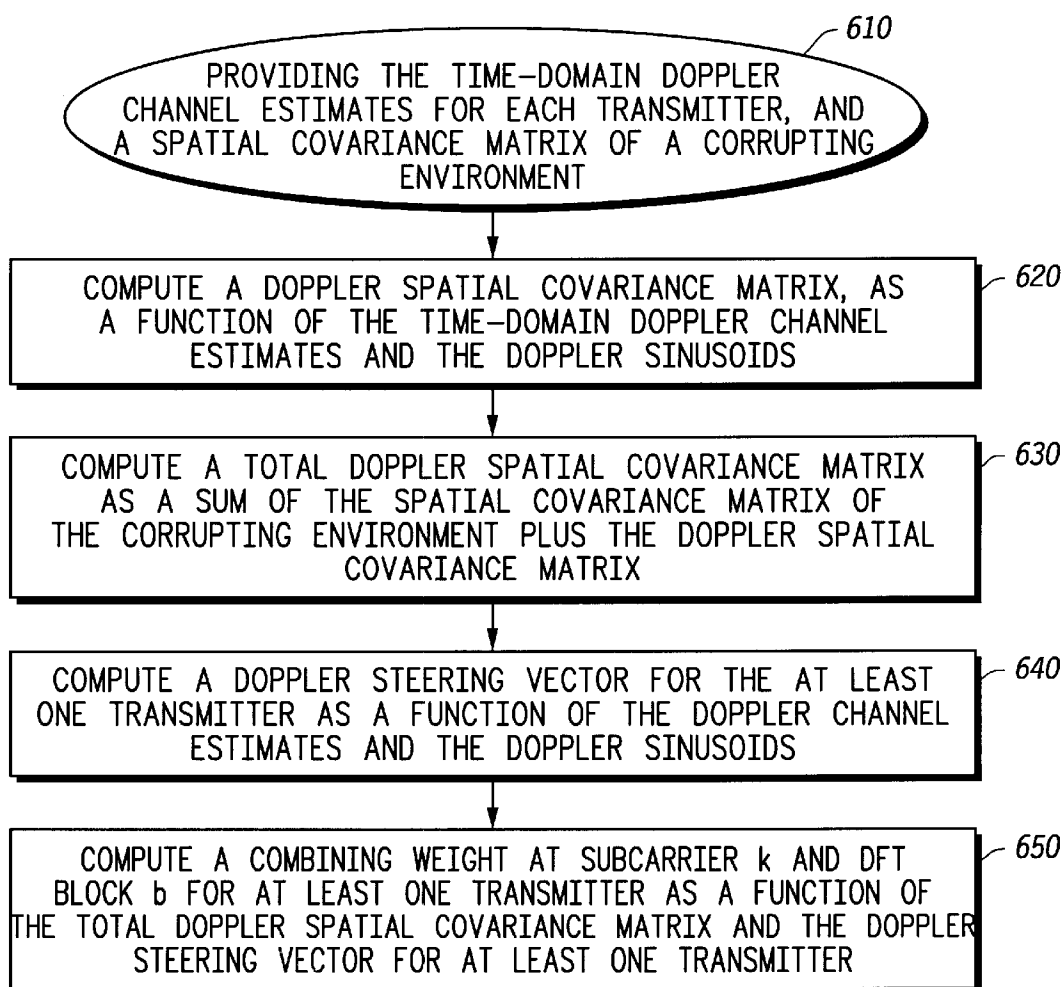 610
PROVIDING THE TIME-DOMAIN DOPPLER
CHANNEL ESTIMATES FOR EACH TRANSMITTER, AND
A SPATIAL COVARIANCE MATRIX OF A CORRUPTING
ENVIRONMENT
620
COMPUTE A DOPPLER SPATIAL COVARIANCE MATRIX, AS
A FUNCTION OF THE TIME-DOMAIN DOPPLER CHANNEL
ESTIMATES AND THE DOPPLER SINUSOIDS
630
COMPUTE A TOTAL DOPPLER SPATIAL COVARIANCE MATRIX
AS A SUM OF THE SPATIAL COVARIANCE MATRIX OF
THE CORRUPTING ENVIRONMENT PLUS THE DOPPLER SPATIAL
COVARIANCE MATRIX
640
COMPUTE A DOPPLER STEERING VECTOR FOR THE AT LEAST
ONE TRANSMITTER AS A FUNCTION OF THE DOPPLER CHANNEL
ESTIMATES AND THE DOPPLER SINUSOIDS
650
COMPUTE A COMBINING WEIGHT AT SUBCARRIER k AND DFT
BLOCK b FOR AT LEAST ONE TRANSMITTER AS A FUNCTION OF
THE TOTAL DOPPLER SPATIAL COVARIANCE MATRIX AND THE DOPPLER
STEERING VECTOR FOR AT LEAST ONE TRANSMITTER